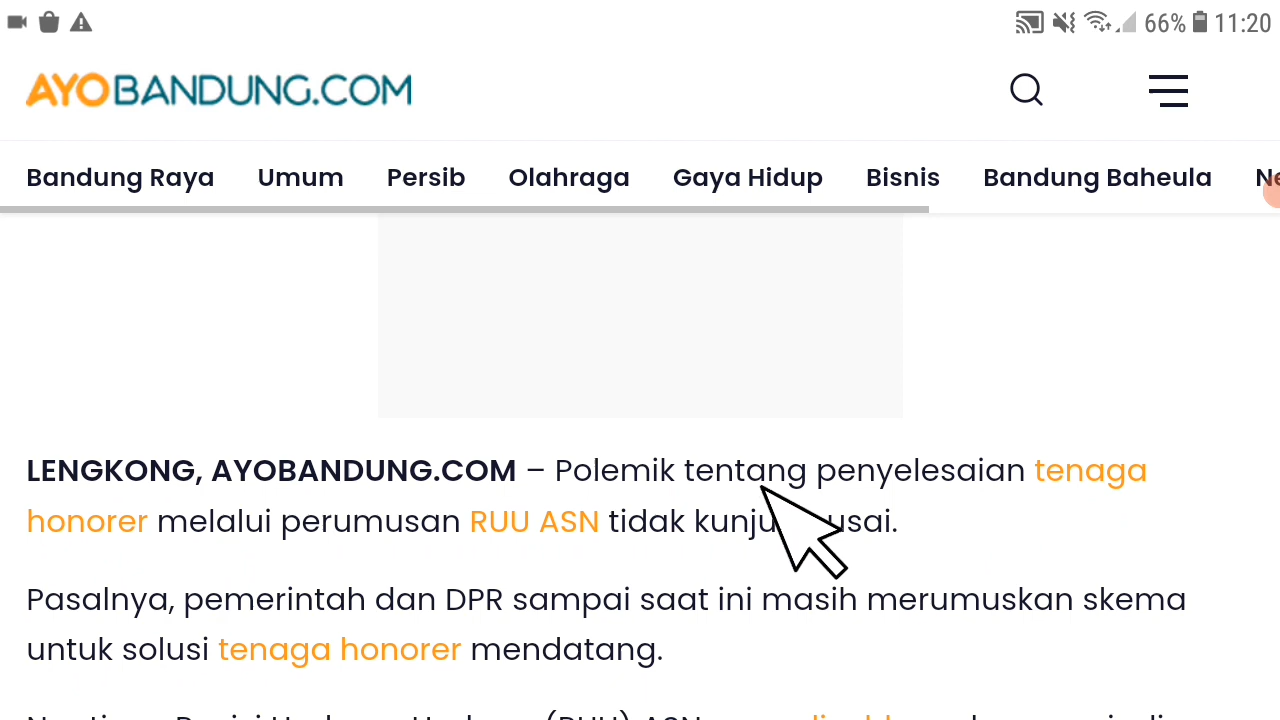 66% 11:20
AYOBANDUNG.COM
Bandung Raya Umum Persib Olahraga Gaya Hidup Bisnis Bandung Baheula
LENGKONG, AYOBANDUNG.COM – Polemik tentang penyelesaian tenaga
honorer melalui perumusan RUU ASN tidak
Pasalnya, pemerintah dan DPR sampai saat ini masih merumuskan skema
untuk solusi tenaga honorer mendatang.